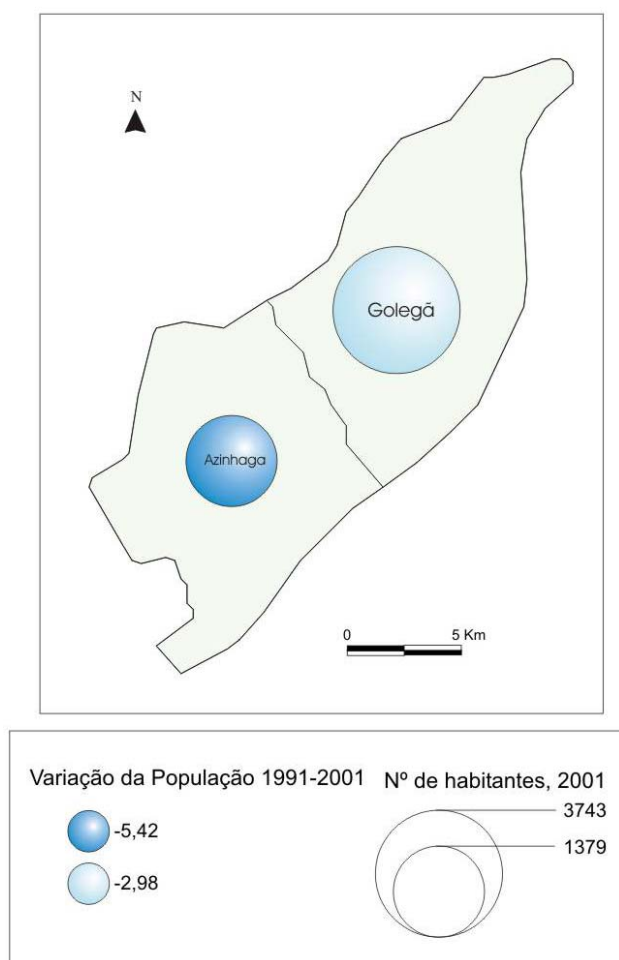 N
Golegã
Azinhaga
0 5 Km
Variação da População 1991-2001
-5,42
-2,98
Nº de habitantes, 2001
3743
1379